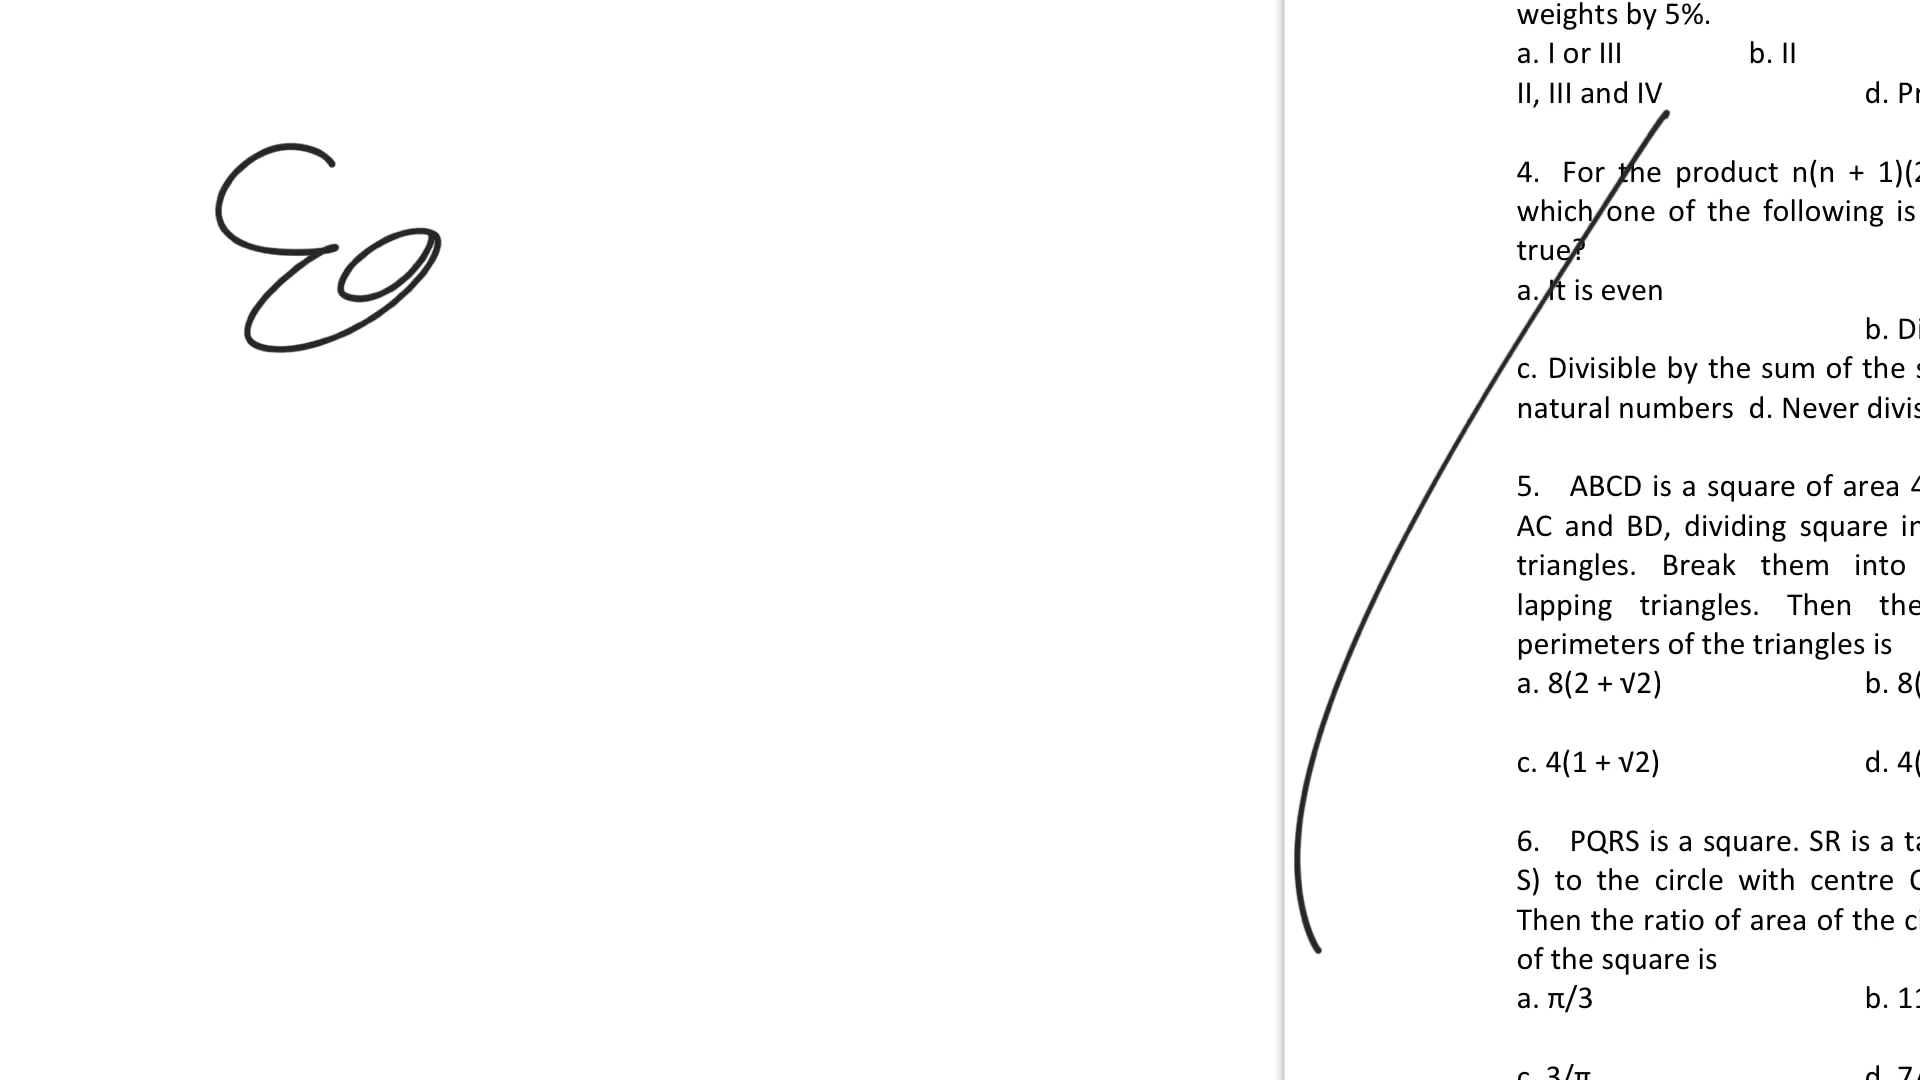 weights by 5%.
a. I or III b. II
II, III and IV d. Pr
4. For the product n(n + 1)(2
which one of the following is
true?
a. It is even
b. Di
c. Divisible by the sum of the s
natural numbers d. Never divis
5. ABCD is a square of area 4
AC and BD, dividing square in
triangles. Break them into
lapping triangles. Then the
perimeters of the triangles is
a. 8(2 + √2) b. 8(
c. 4(1 + √2) d. 4(
6. PQRS is a square. SR is a ta
S) to the circle with centre O
Then the ratio of area of the ci
of the square is
a. π/3 b. 11
c. 3/π d. 7/